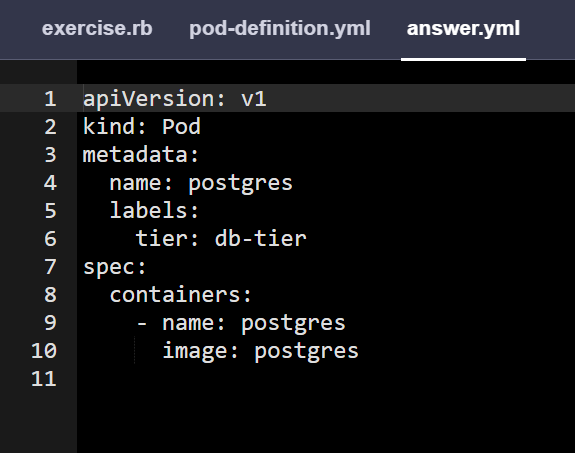 exercise.rb pod-definition.yml answer.yml
1 apiVersion: v1
2 kind: Pod
3 metadata:
4   name: postgres
5   labels:
6     tier: db-tier
7 spec:
8   containers:
9     - name: postgres
10       image: postgres
11